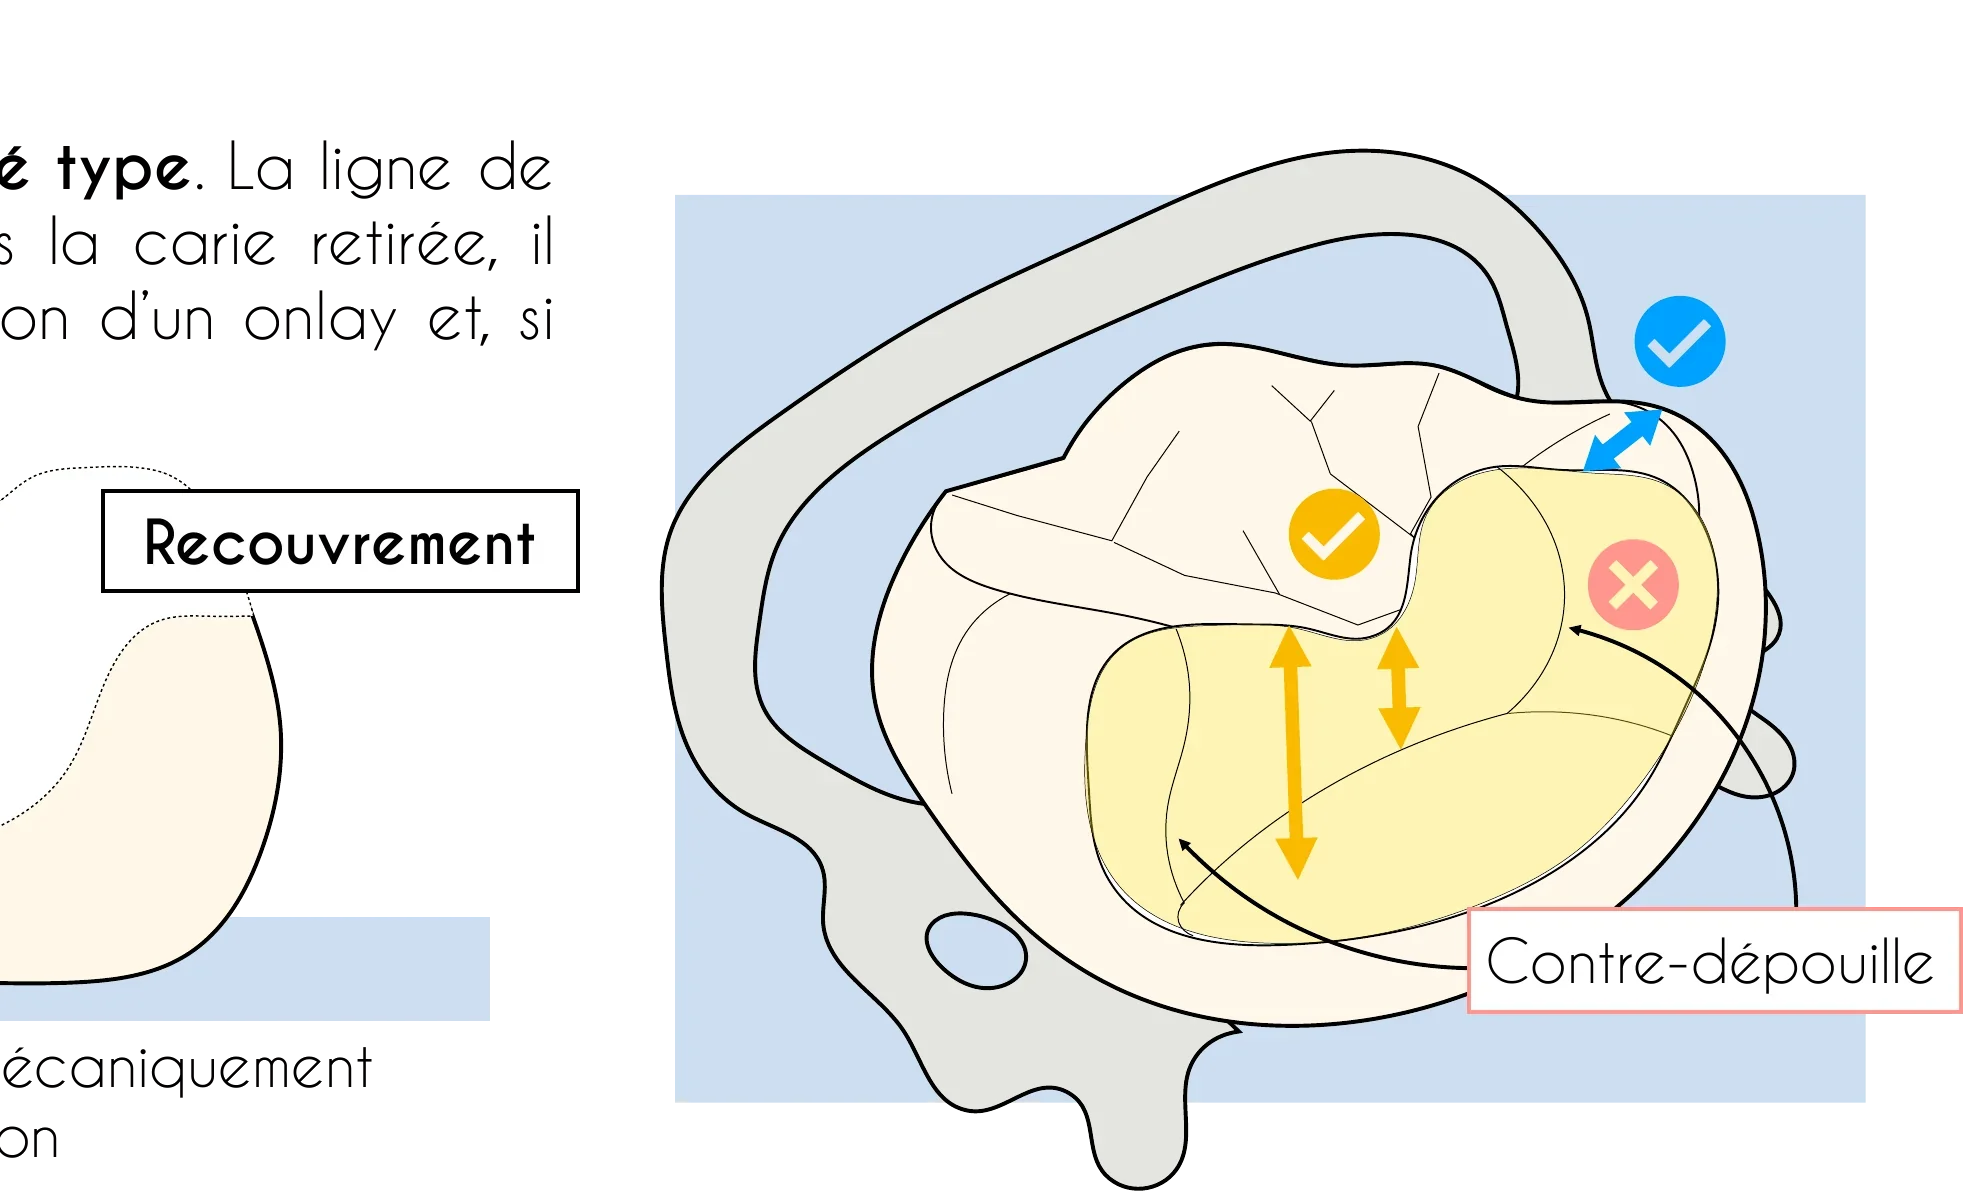 é type. La ligne de
s la carie retirée, il
on d’un onlay et, si
Recouvrement
écaniquement
on
Contre-dépouille